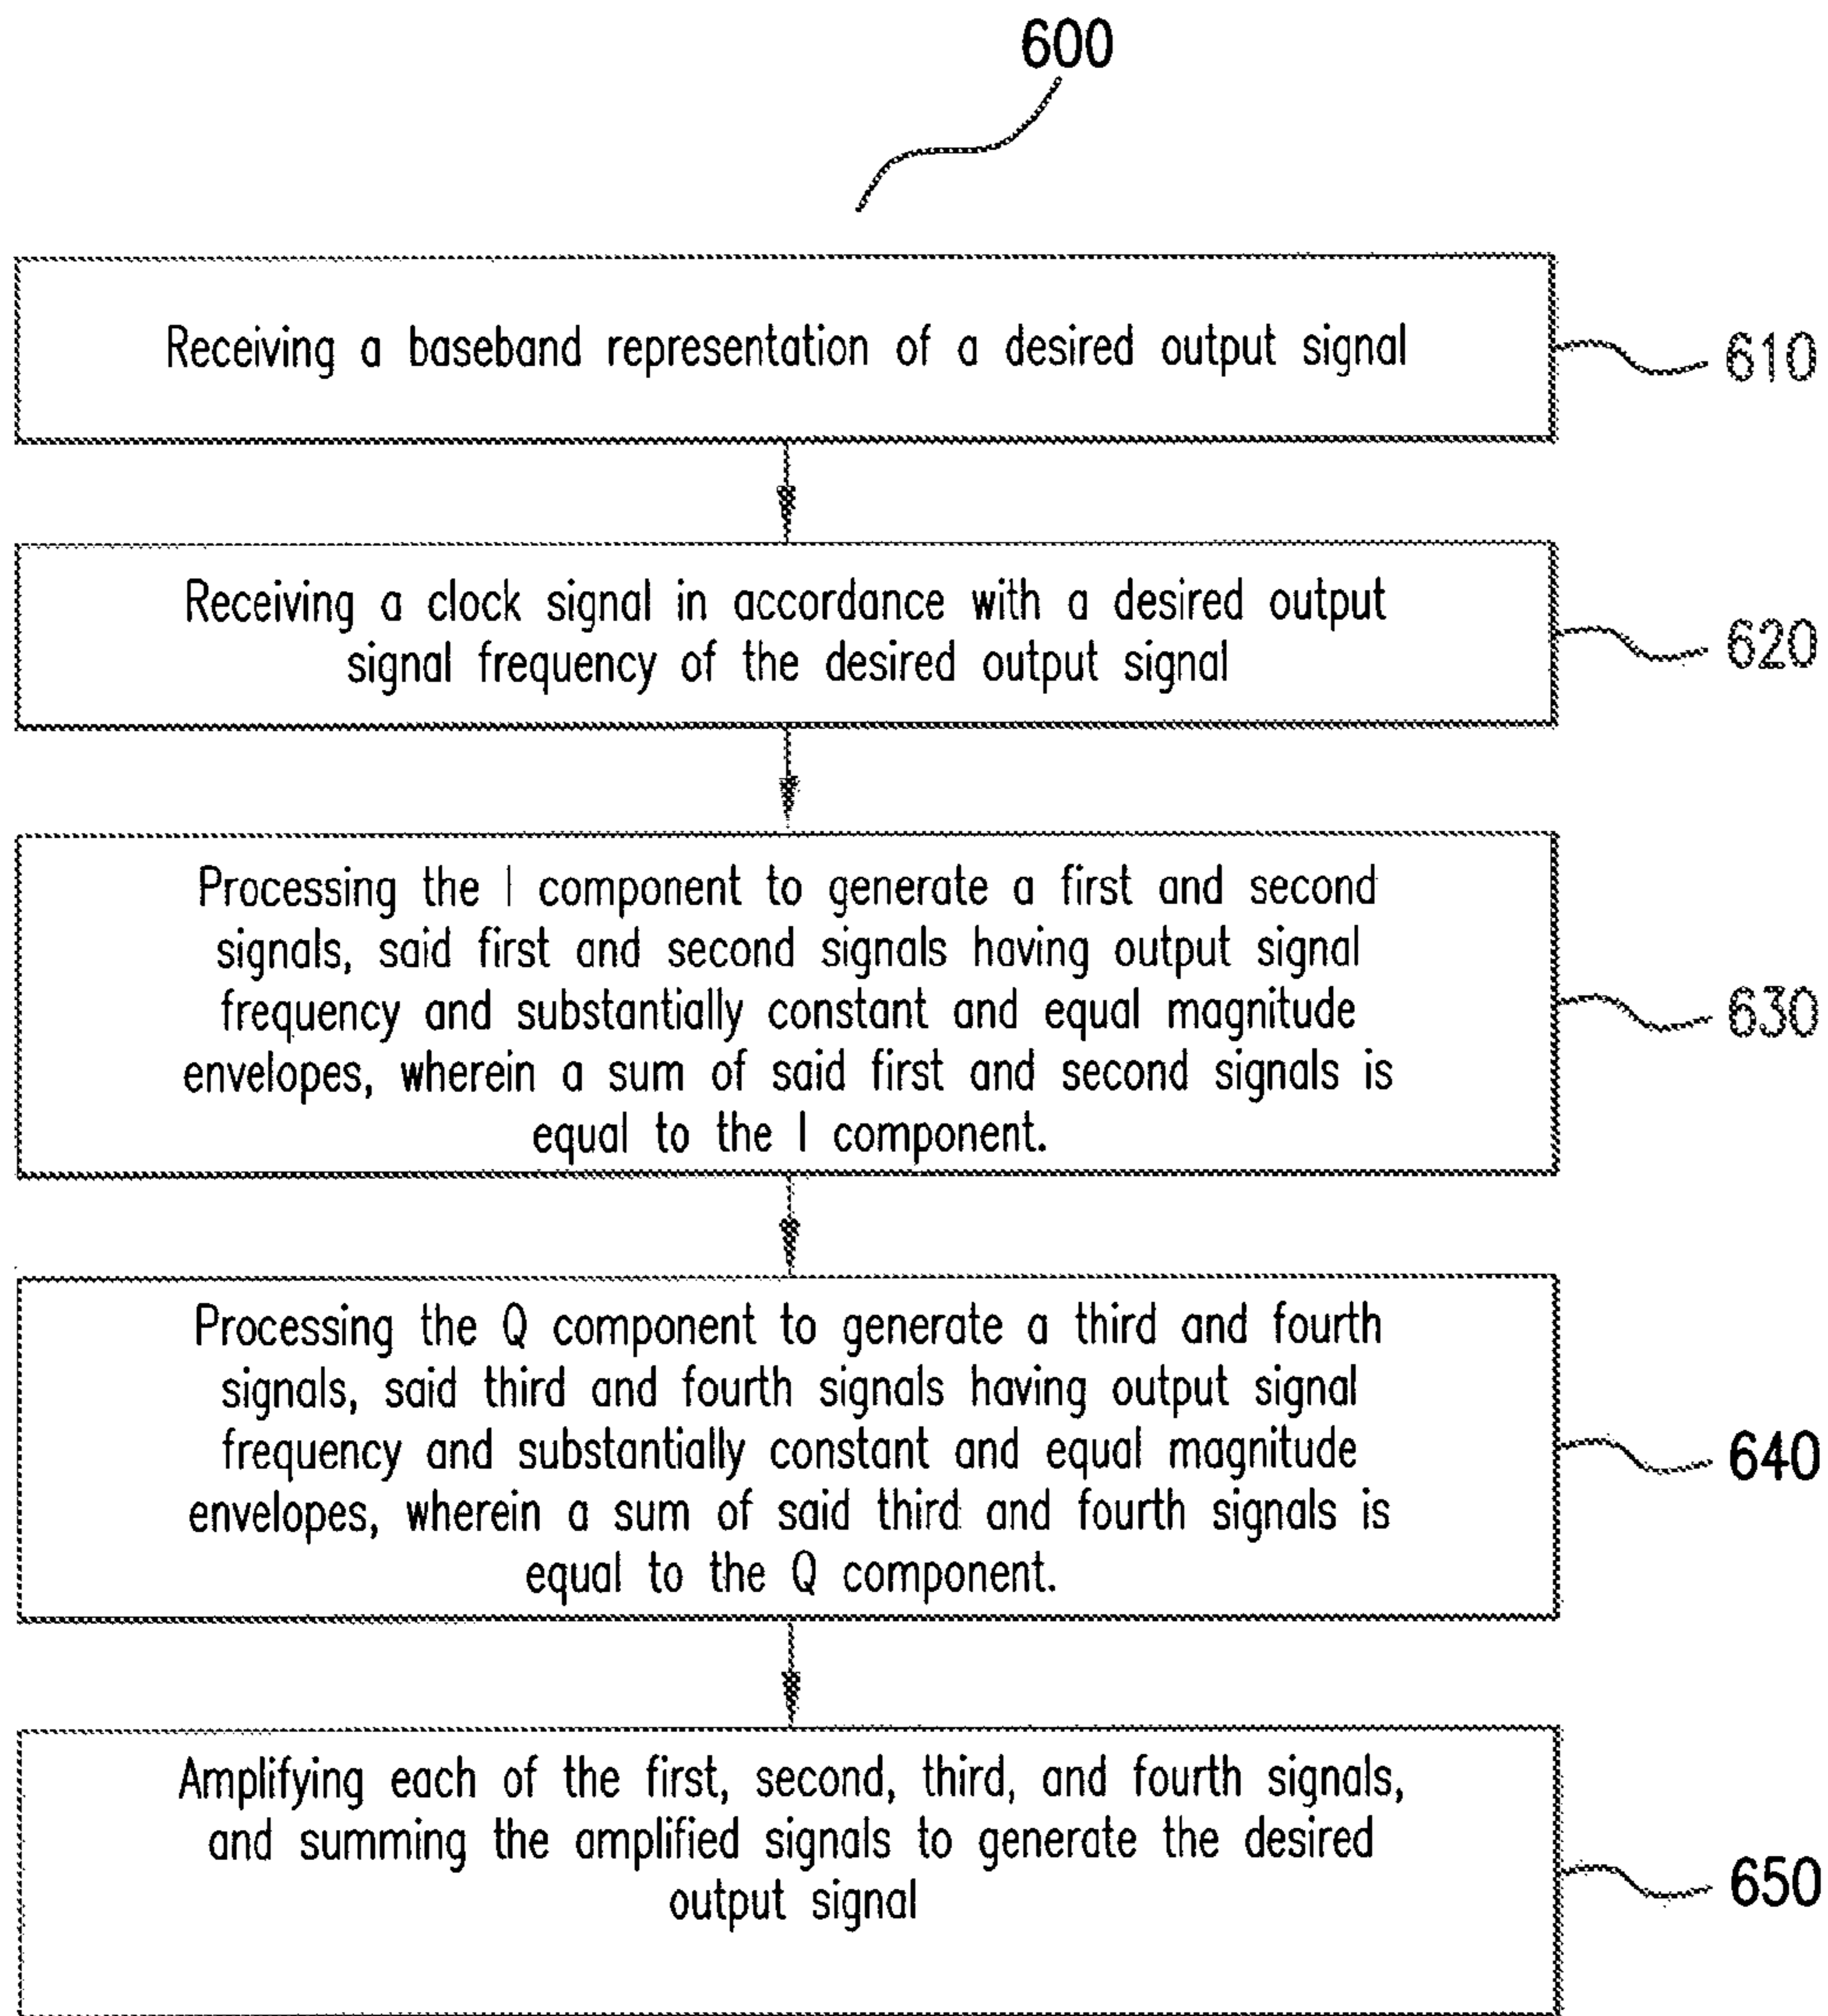 600
Receiving a baseband representation of a desired output signal
610
Receiving a clock signal in accordance with a desired output
signal frequency of the desired output signal
620
Processing the I component to generate a first and second
signals, said first and second signals having output signal
frequency and substantially constant and equal magnitude
envelopes, wherein a sum of said first and second signals is
equal to the I component.
630
Processing the Q component to generate a third and fourth
signals, said third and fourth signals having output signal
frequency and substantially constant and equal magnitude
envelopes, wherein a sum of said third and fourth signals is
equal to the Q component.
640
Amplifying each of the first, second, third, and fourth signals,
and summing the amplified signals to generate the desired
output signal
650